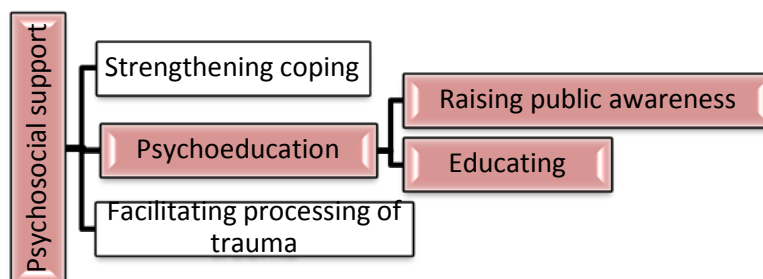 Psychosocial support
Strengthening coping
Psychoeducation
Raising public awareness
Educating
Facilitating processing of
trauma